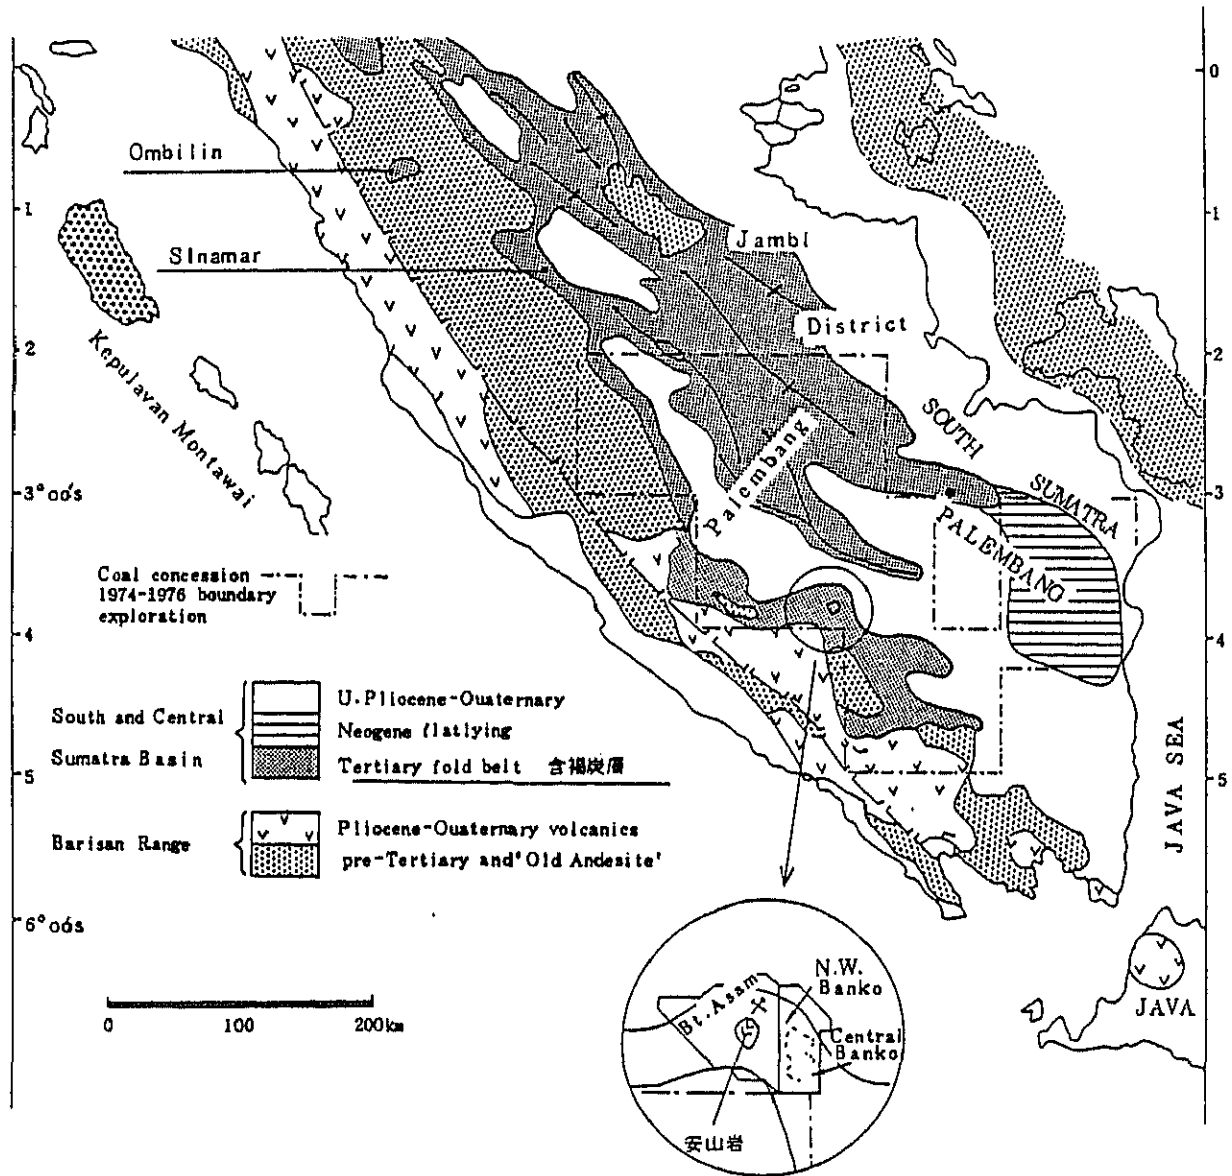 0
Ombilin
1
1
Sinamar
Jambi
District
2
2
Kepulavan Montawai
SOUTH SUMATRA
Palembang
3°00's
3
PALEMBANG
Coal concession
1974-1976 boundary
exploration
4
4
South and Central
Sumatra Basin
U.Pliocene-Quaternary
Neogene flatlying
Tertiary fold belt 含褐炭層
5
5
JAVA SEA
Barisan Range
Pliocene-Quaternary volcanics
pre-Tertiary and 'Old Andesite'
6°00's
0 100 200km
JAVA
N.W.
Banko
Bt.Asam
Central
Banko
安山岩